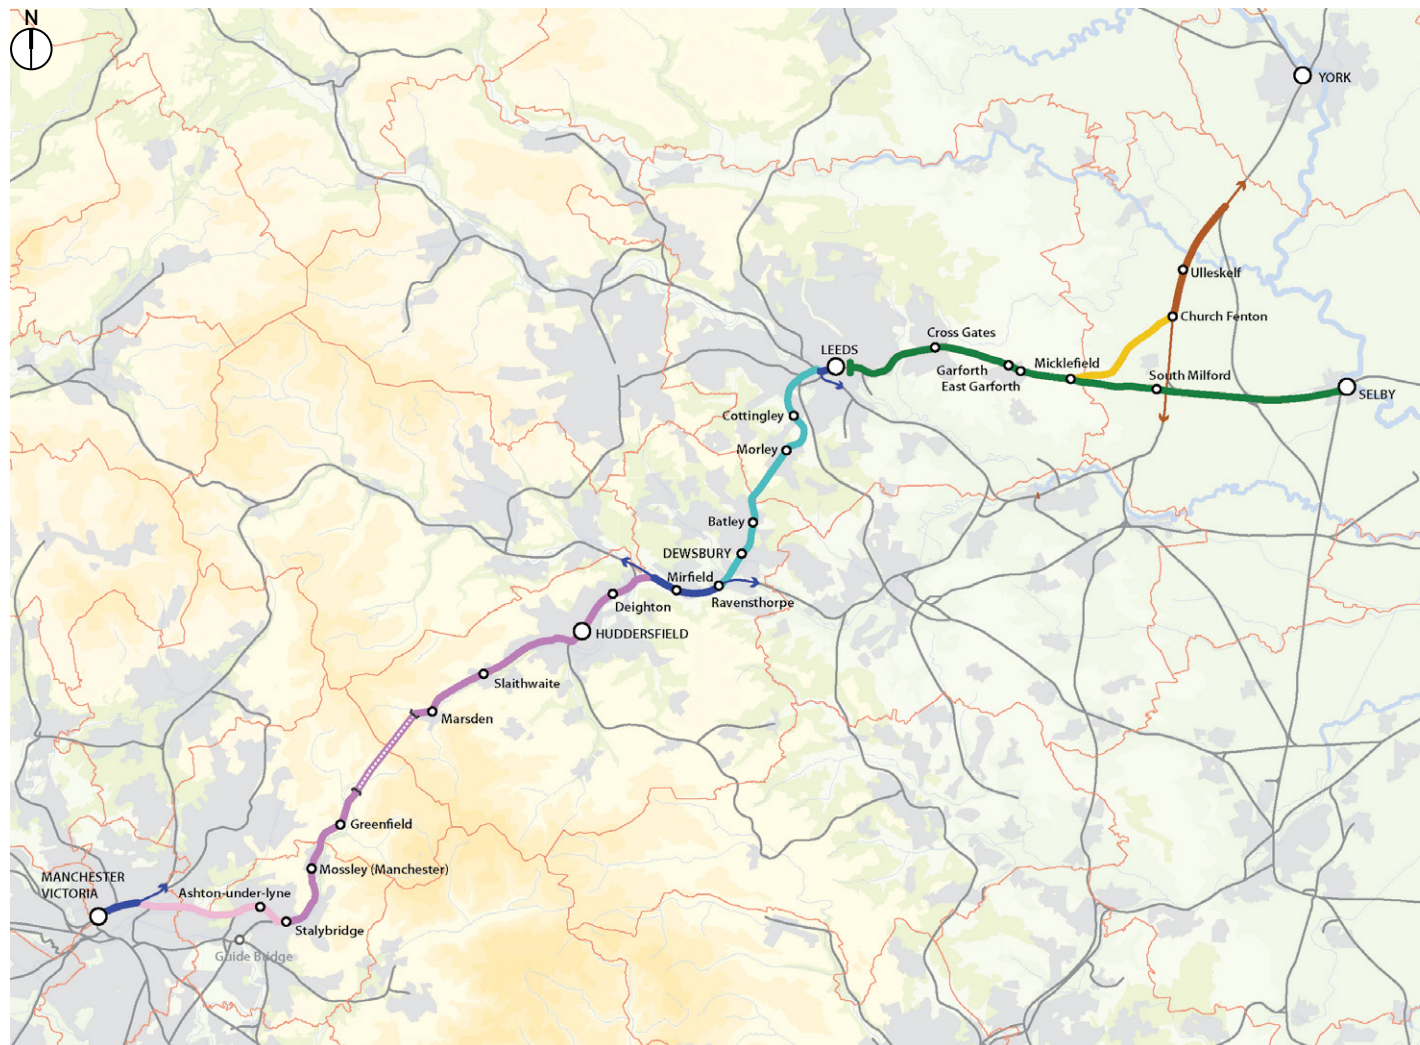 N
YORK
Ulleskelf
Church Fenton
Cross Gates
LEEDS
Micklefield
Garforth
East Garforth
South Milford
SELBY
Cottingley
Morley
Batley
DEWSBURY
Mirfield
Ravensthorpe
Deighton
HUDDERSFIELD
Slaithwaite
Marsden
Greenfield
Mossley (Manchester)
MANCHESTER
VICTORIA
Ashton-under-lyne
Stalybridge
Guide Bridge